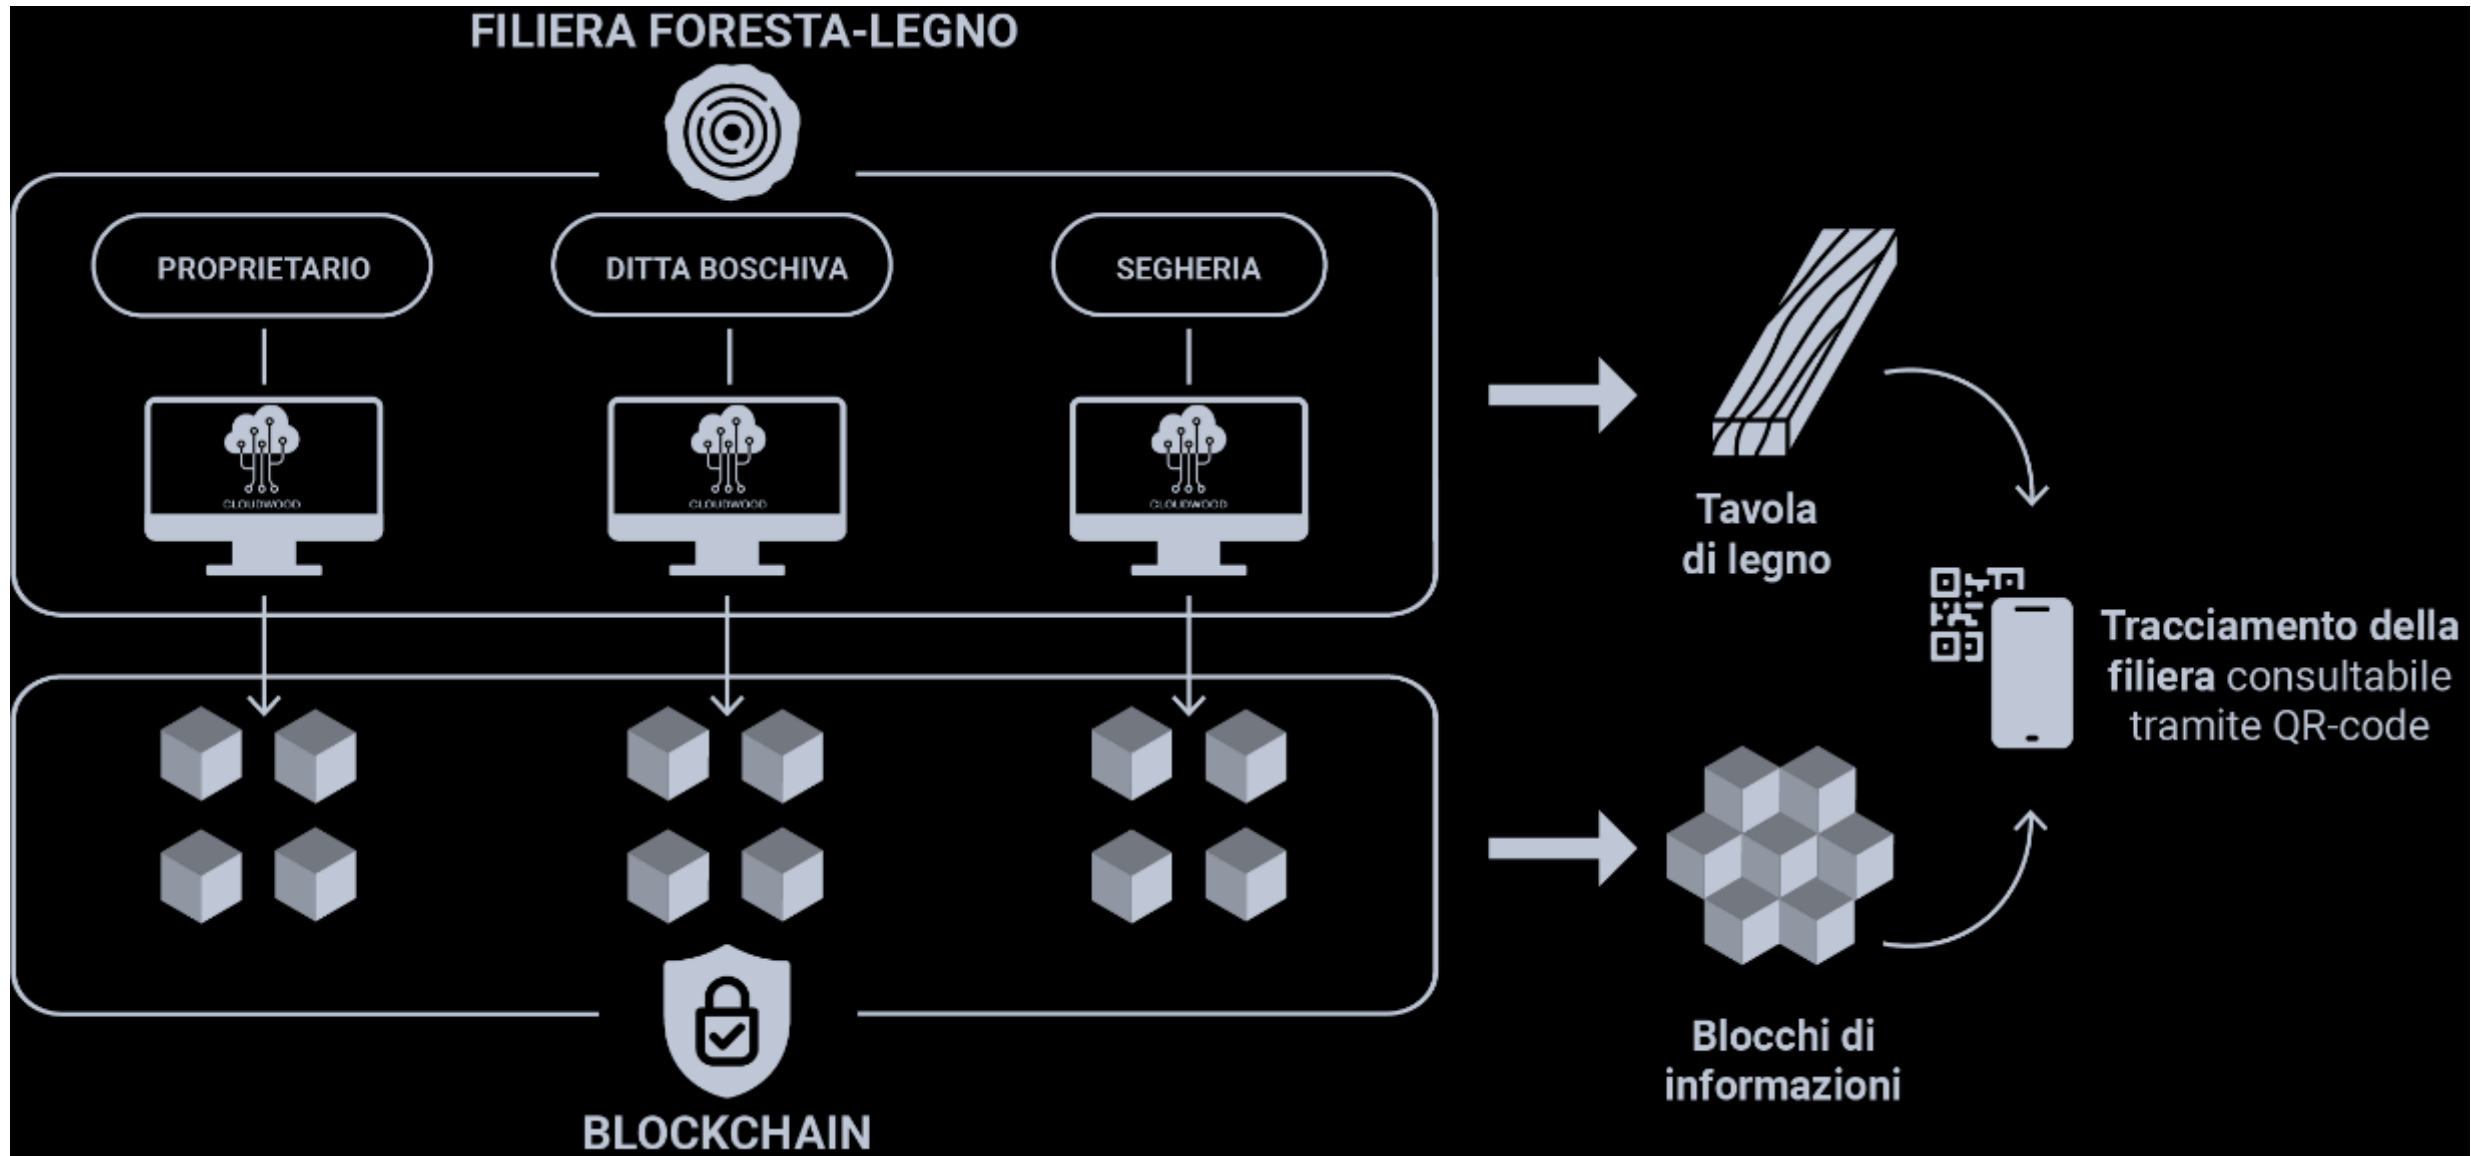 FILIERA FORESTA-LEGNO
PROPRIETARIO
DITTA BOSCHIVA
SEGHERIA
CLOUDWOOD
CLOUDWOOD
CLOUDWOOD
Tavola
di legno
Tracciamento della
filiera consultabile
tramite QR-code
Blocchi di
informazioni
BLOCKCHAIN